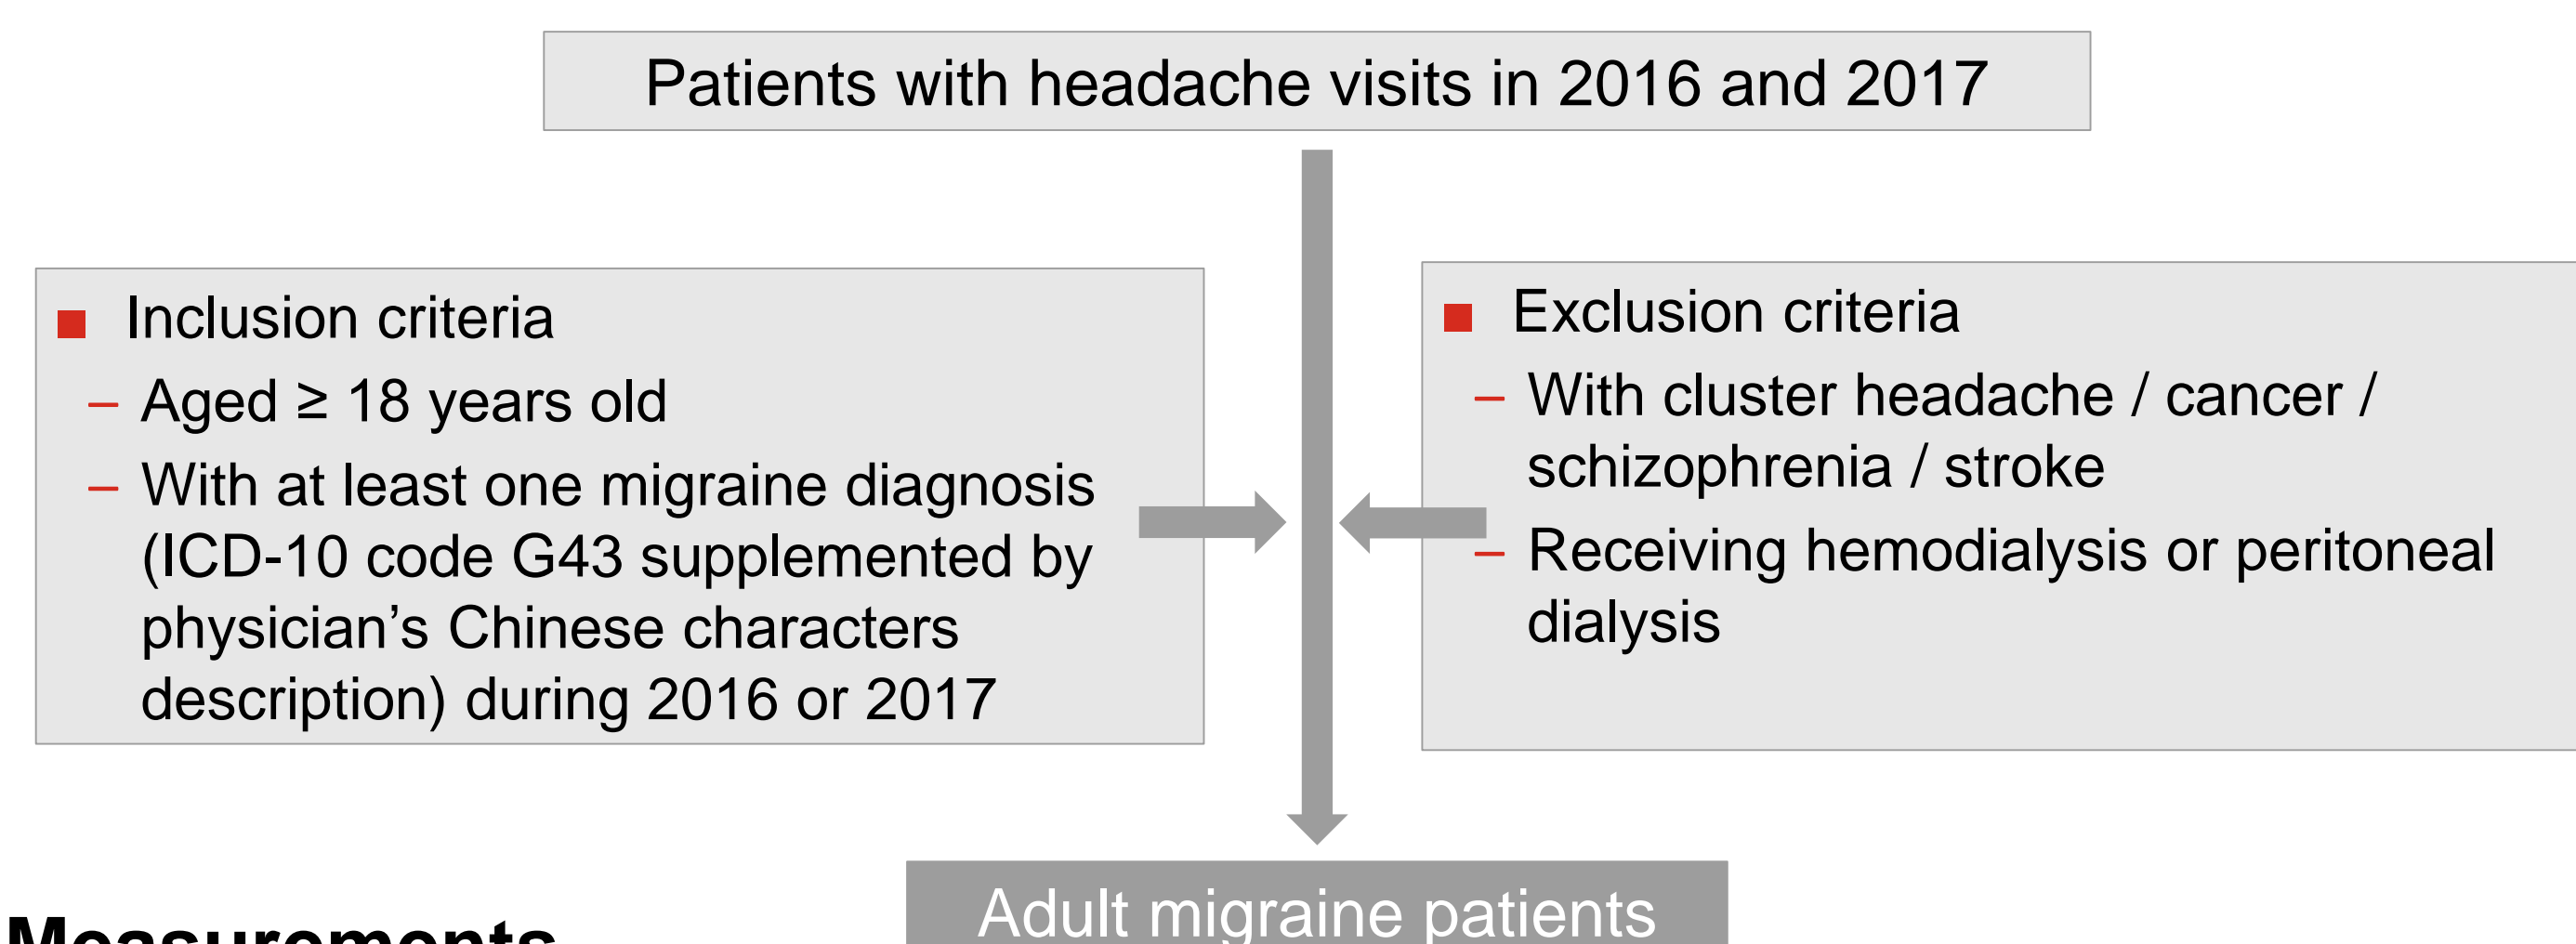 Patients with headache visits in 2016 and 2017
■ Inclusion criteria
– Aged ≥ 18 years old
– With at least one migraine diagnosis
(ICD-10 code G43 supplemented by
physician’s Chinese characters
description) during 2016 or 2017
■ Exclusion criteria
– With cluster headache / cancer /
schizophrenia / stroke
– Receiving hemodialysis or peritoneal
dialysis
Adult migraine patients
Measurements